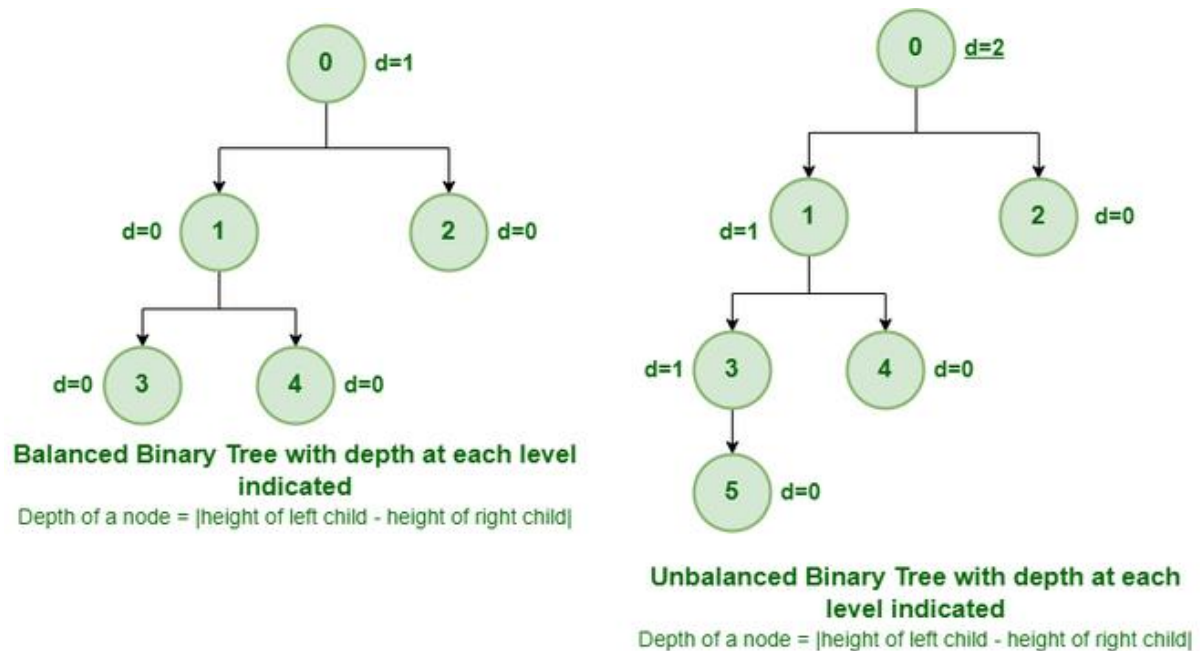 0 d=1
d=0 1 2 d=0
d=0 3 4 d=0
Balanced Binary Tree with depth at each level
indicated
Depth of a node = |height of left child - height of right child|
0 d=2
d=1 1 2 d=0
d=1 3 4 d=0
5 d=0
Unbalanced Binary Tree with depth at each
level indicated
Depth of a node = |height of left child - height of right child|